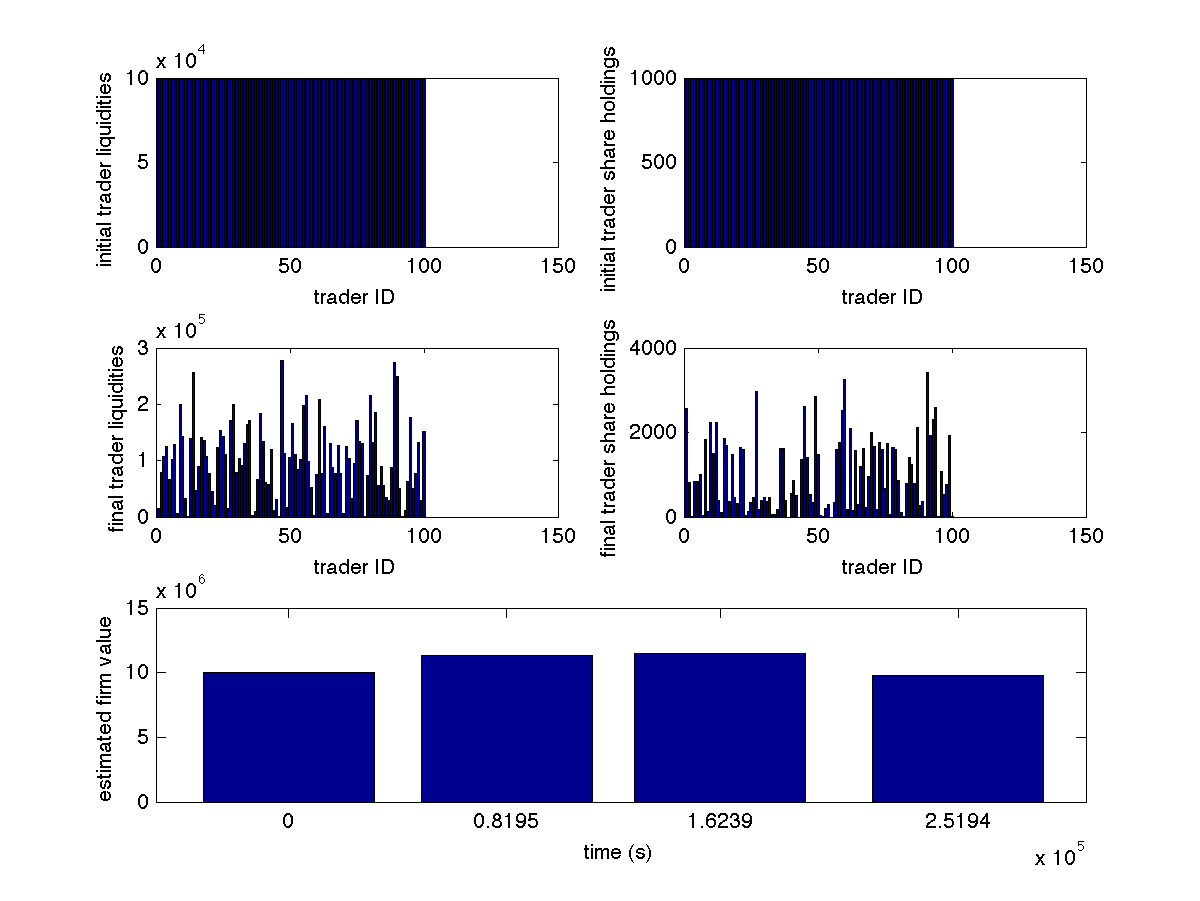 x 10^4
10
5
0
initial trader liquidities
0 50 100 150
trader ID
1000
500
0
initial trader share holdings
0 50 100 150
trader ID
x 10^5
3
2
1
0
final trader liquidities
0 50 100 150
trader ID
4000
2000
0
final trader share holdings
0 50 100 150
trader ID
x 10^6
15
10
5
0
estimated firm value
0 0.8195 1.6239 2.5194
time (s)
x 10^5